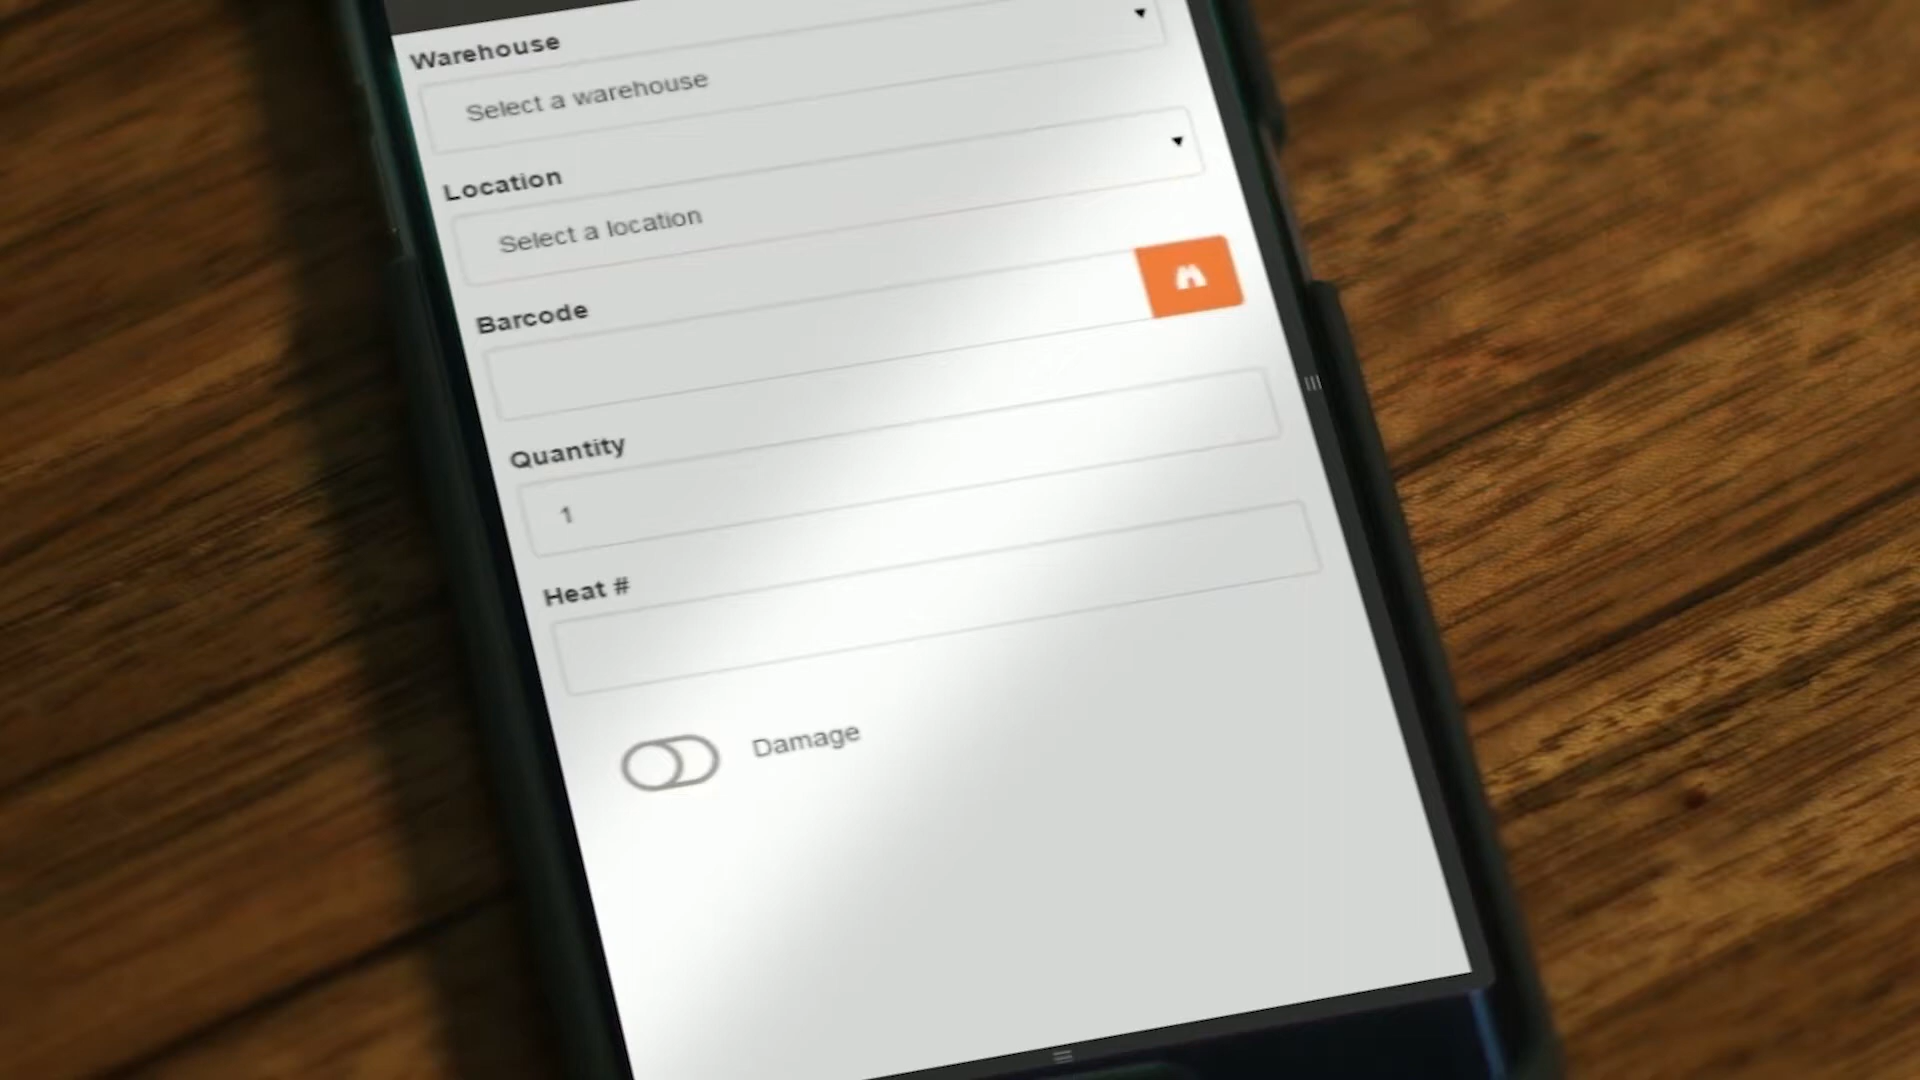 Warehouse
Select a warehouse
Location
Select a location
Barcode
Quantity
1
Heat #
Damage